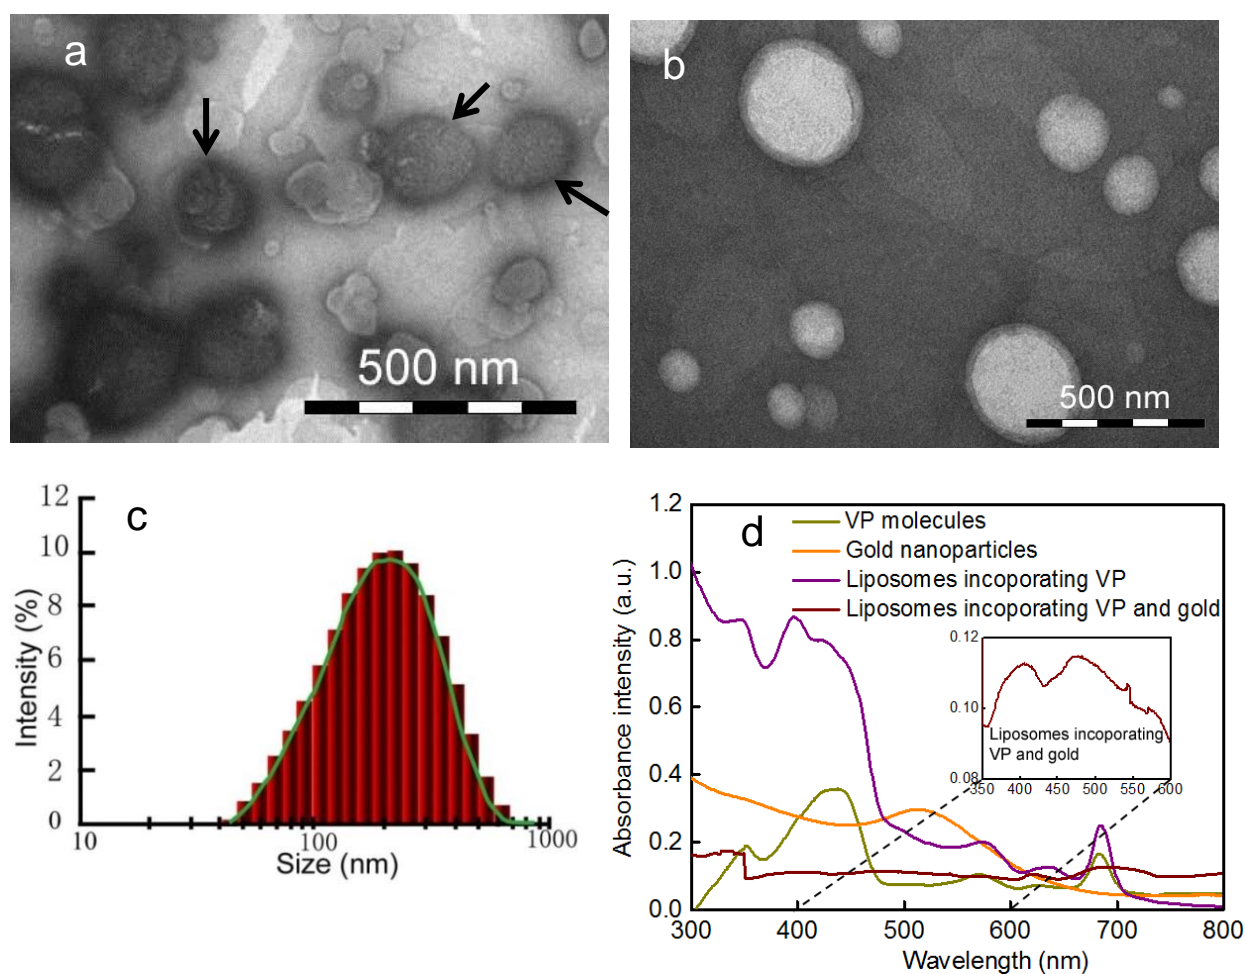 a
500 nm
b
500 nm
c
12
10
8
6
4
2
0
Intensity (%)
10
100
1000
Size (nm)
d
VP molecules
Gold nanoparticles
Liposomes incoporating VP
Liposomes incoporating VP and gold
1.2
1.0
0.8
0.6
0.4
0.2
0.0
Absorbance intensity (a.u.)
300
400
500
600
700
800
Wavelength (nm)
0.12
0.10
0.08
Liposomes incoporating
VP and gold
350
400
450
500
550
600